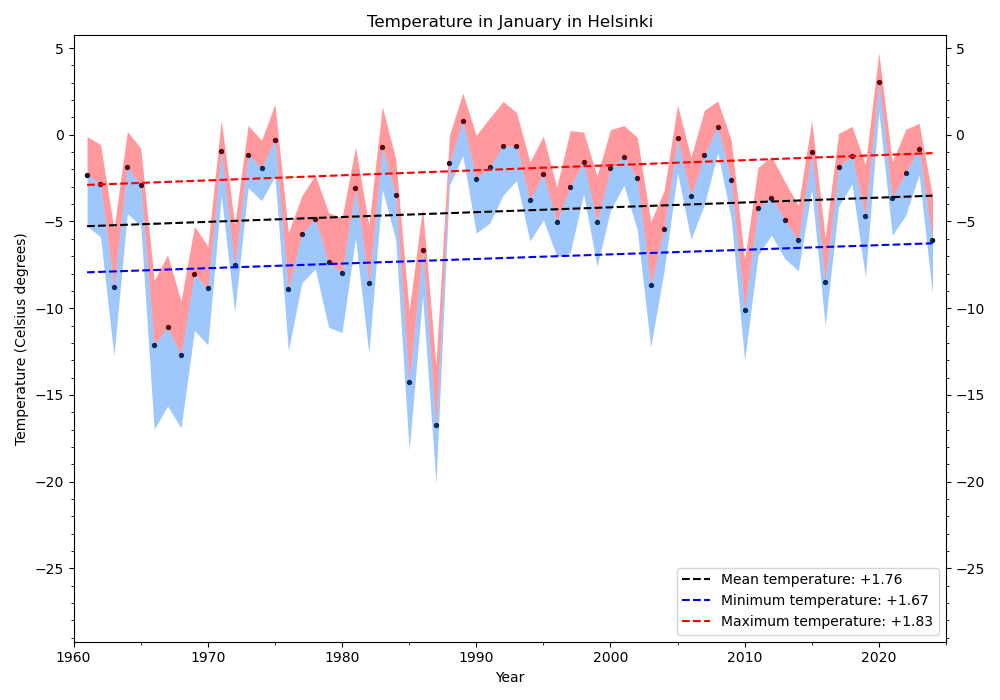 Temperature in January in Helsinki
5
0
−5
−10
−15
−20
−25
Temperature (Celsius degrees)
5
0
−5
−10
−15
−20
−25
Mean temperature: +1.76
Minimum temperature: +1.67
Maximum temperature: +1.83
1960 1970 1980 1990 2000 2010 2020
Year